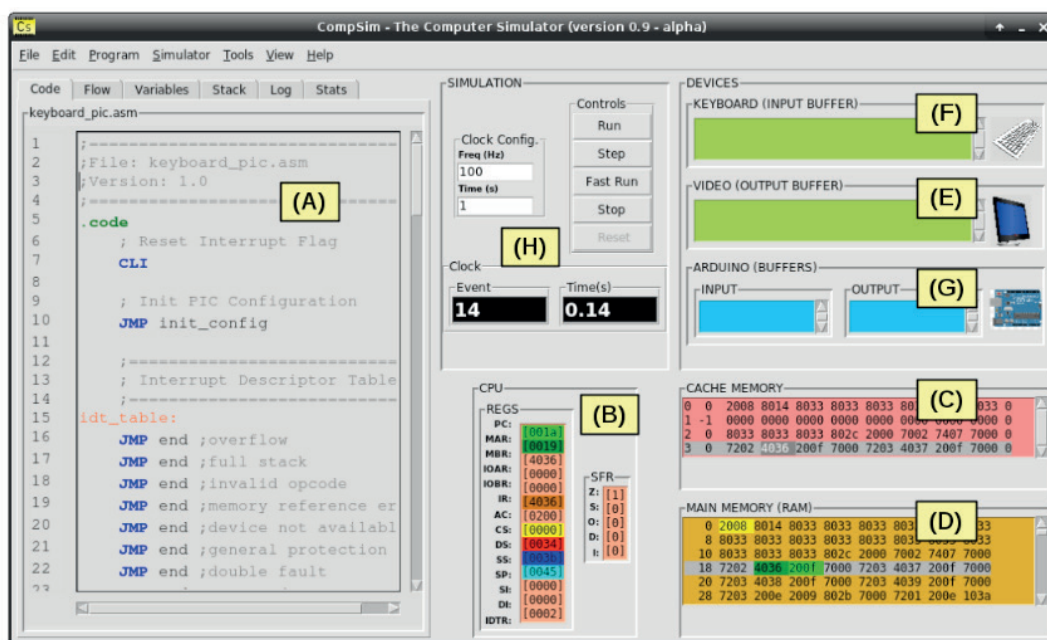 Cs CompSim - The Computer Simulator (version 0.9 - alpha)
File Edit Program Simulator Tools View Help
Code Flow Variables Stack Log Stats
keyboard_pic.asm
1 ;==============================
2 ;File: keyboard_pic.asm
3 ;Version: 1.0
4 ;==============================
5 .code
6 ; Reset Interrupt Flag
7 CLI
8
9 ; Init PIC Configuration
10 JMP init_config
11
12 ;===========================
13 ; Interrupt Descriptor Table
14 ;===========================
15 idt_table:
16 JMP end ;overflow
17 JMP end ;full stack
18 JMP end ;invalid opcode
19 JMP end ;memory reference er
20 JMP end ;device not availabl
21 JMP end ;general protection
22 JMP end ;double fault
23
(A)
SIMULATION
Clock Config.
Freq (Hz)
100
Time (s)
1
Controls
Run
Step
Fast Run
Stop
Reset
(H)
Clock
Event
14
Time(s)
0.14
CPU
(B)
REGS
PC: [001a]
MAR: [0019]
MBR: [4036]
IOAR: [0000]
IOBR: [0000]
IR: [4036]
AC: [0200]
CS: [0000]
DS: [0034]
SS: [003b]
SP: [0045]
SI: [0000]
DI: [0000]
IDTR: [0002]
SFR
Z: [1]
S: [0]
O: [0]
D: [0]
I: [0]
DEVICES
KEYBOARD (INPUT BUFFER)
(F)
VIDEO (OUTPUT BUFFER)
(E)
ARDUINO (BUFFERS)
INPUT OUTPUT
(G)
CACHE MEMORY
(C)
0 0 2008 8014 8033 8033 8033 033 0
1 -1 0000 0000 0000 0000 0000 0
2 0 8033 8033 8033 802c 2000 7002 7407 7000 0
3 0 7202 4036 200f 7000 7203 4037 200f 7000 0
MAIN MEMORY (RAM)
(D)
0 2008 8014 8033 8033 8033
8 8033 8033 8033 8033 8033
10 8033 8033 8033 802c 2000 7002 7407 7000
18 7202 4036 200f 7000 7203 4037 200f 7000
20 7203 4038 200f 7000 7203 4039 200f 7000
28 7203 200e 2009 802b 7000 7201 200e 103a